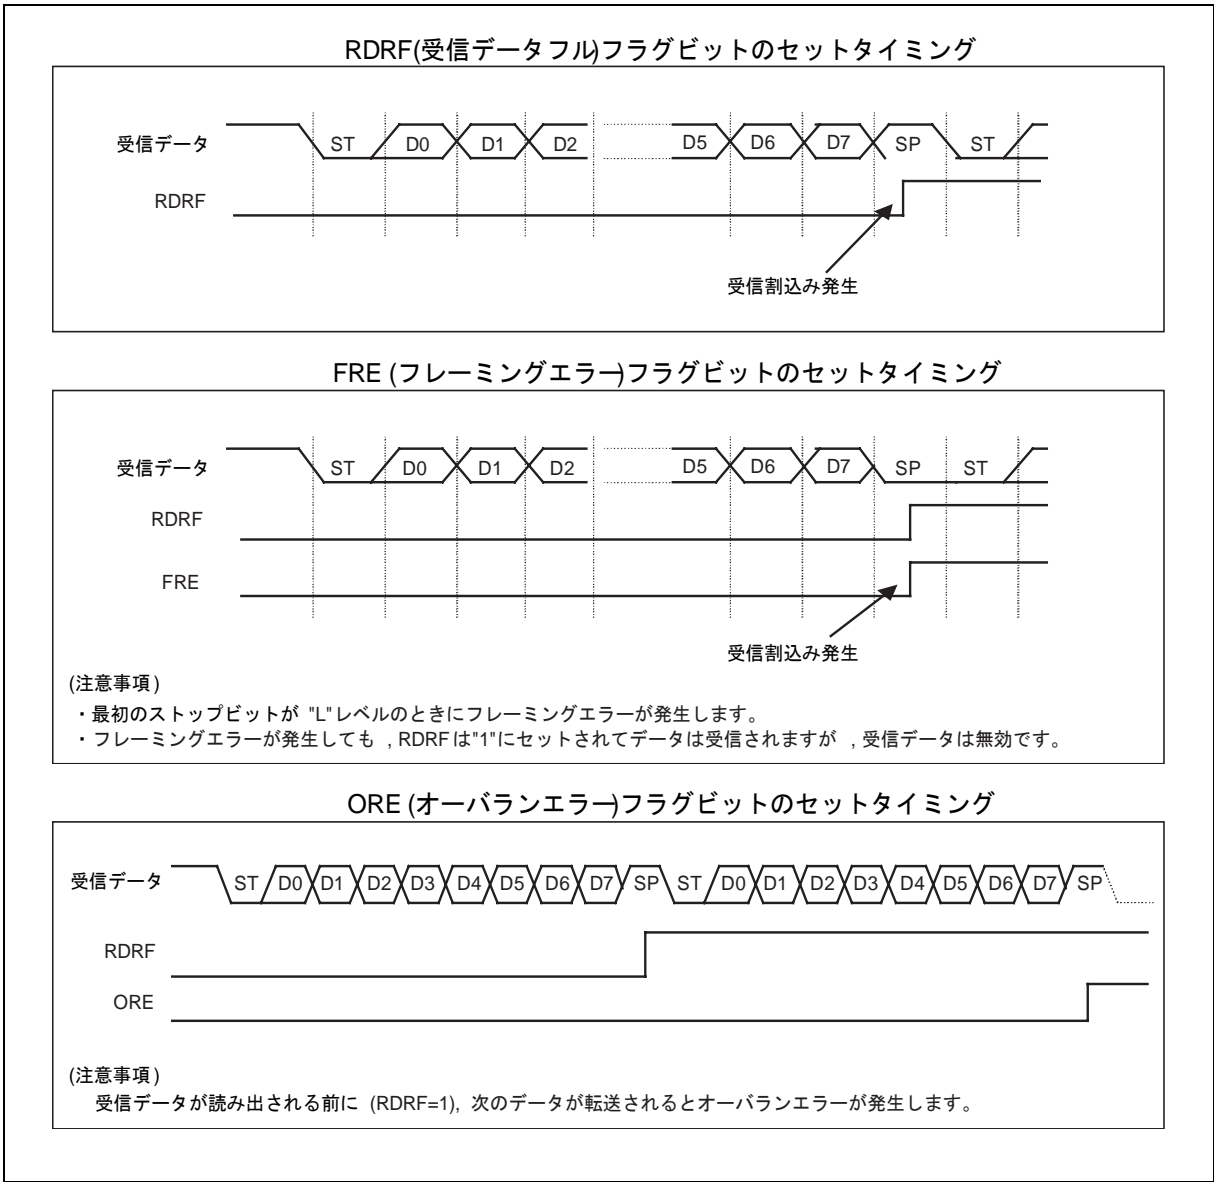 RDRF(受信データフル)フラグビットのセットタイミング
受信データ ST D0 D1 D2 D5 D6 D7 SP ST
RDRF
受信割込み発生
FRE (フレーミングエラー)フラグビットのセットタイミング
受信データ ST D0 D1 D2 D5 D6 D7 SP ST
RDRF
FRE
受信割込み発生
(注意事項)
・最初のストップビットが "L"レベルのときにフレーミングエラーが発生します。
・フレーミングエラーが発生しても , RDRFは"1"にセットされてデータは受信されますが , 受信データは無効です。
ORE (オーバランエラー)フラグビットのセットタイミング
受信データ ST D0 D1 D2 D3 D4 D5 D6 D7 SP ST D0 D1 D2 D3 D4 D5 D6 D7 SP
RDRF
ORE
(注意事項)
受信データが読み出される前に (RDRF=1), 次のデータが転送されるとオーバランエラーが発生します。